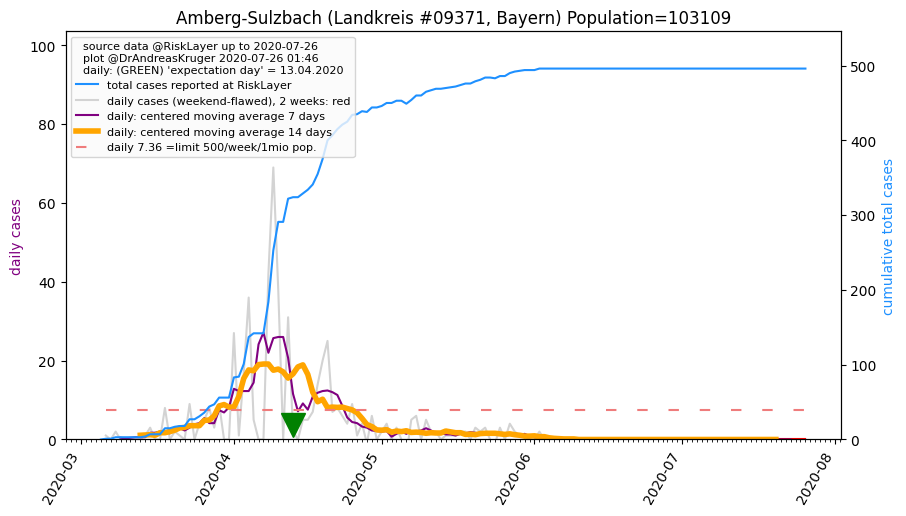 Amberg-Sulzbach (Landkreis #09371, Bayern) Population=103109
source data @RiskLayer up to 2020-07-26
plot @DrAndreasKruger 2020-07-26 01:46
daily: (GREEN) 'expectation day' = 13.04.2020
total cases reported at RiskLayer
daily cases (weekend-flawed), 2 weeks: red
daily: centered moving average 7 days
daily: centered moving average 14 days
daily 7.36 =limit 500/week/1mio pop.
daily cases
100
80
60
40
20
0
cumulative total cases
500
400
300
200
100
0
2020-03
2020-04
2020-05
2020-06
2020-07
2020-08